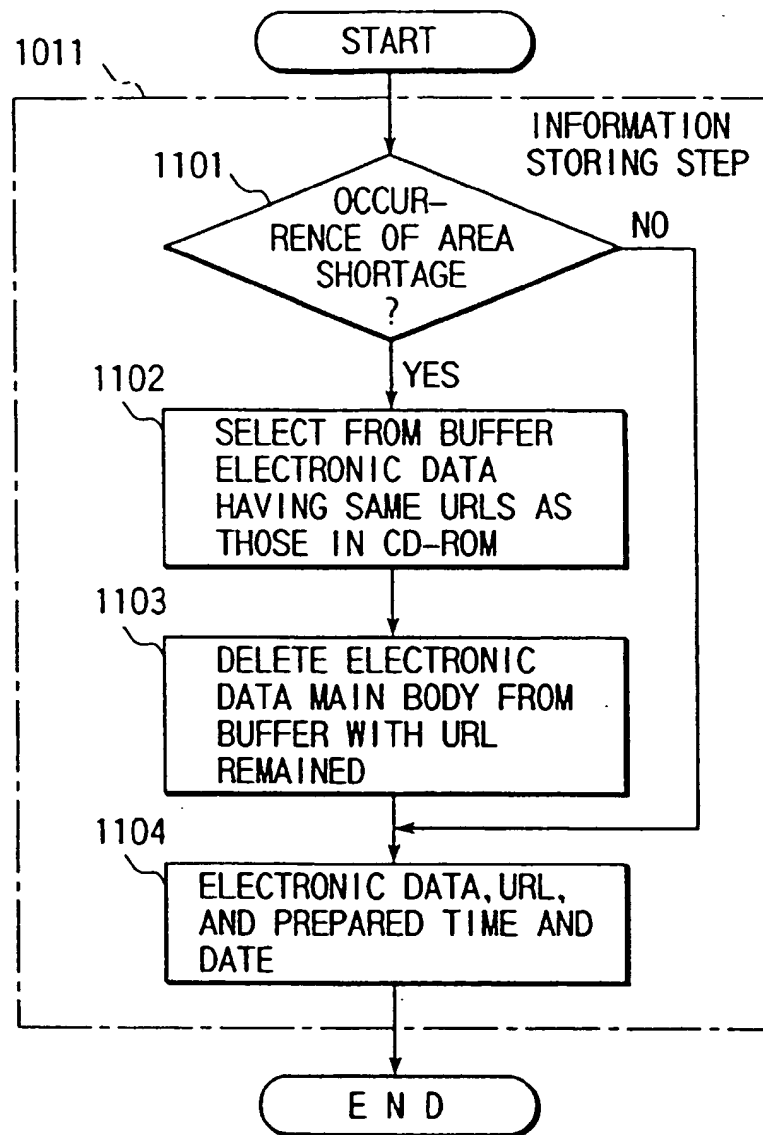 START
1011
INFORMATION
STORING STEP
1101
OCCUR-
RENCE OF AREA
SHORTAGE
?
NO
YES
1102
SELECT FROM BUFFER
ELECTRONIC DATA
HAVING SAME URLS AS
THOSE IN CD-ROM
1103
DELETE ELECTRONIC
DATA MAIN BODY FROM
BUFFER WITH URL
REMAINED
1104
ELECTRONIC DATA, URL,
AND PREPARED TIME AND
DATE
END